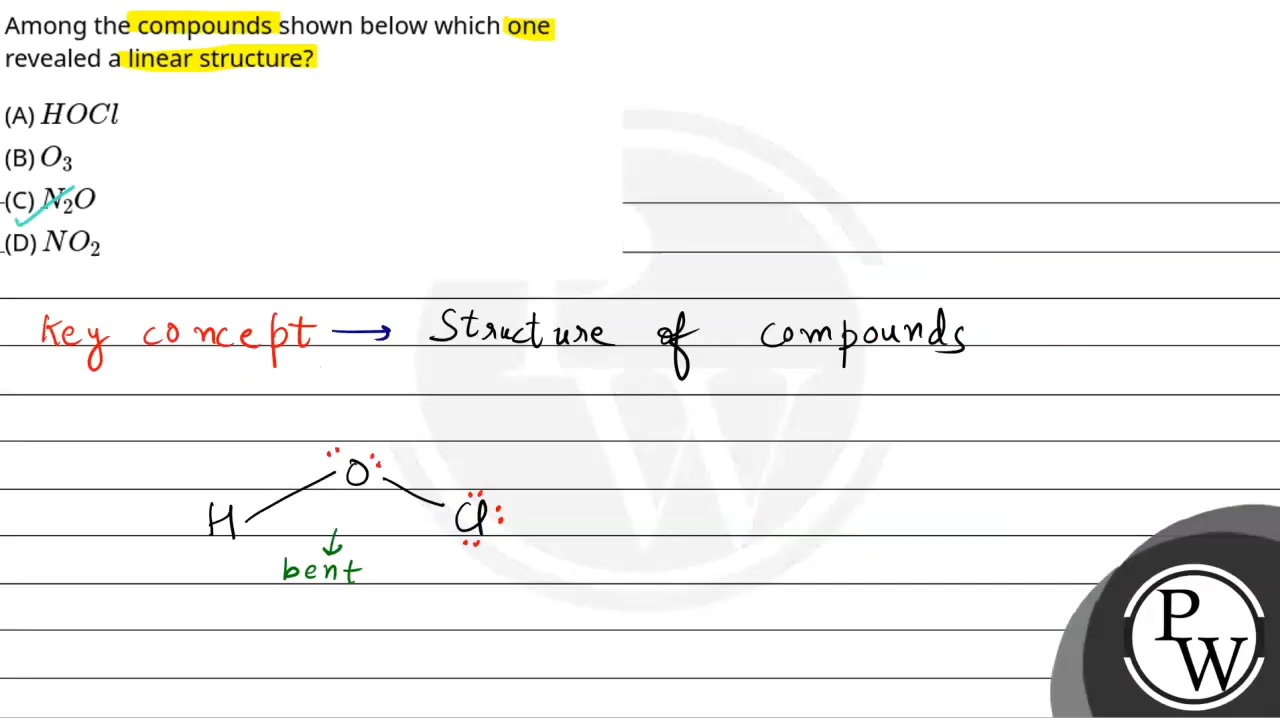 Among the compounds shown below which one
revealed a linear structure?
(A) HOCl
(B) O₃
(C) N₂O
(D) NO₂
Key concept → Structure of compounds
H O Cl
bent
P
W